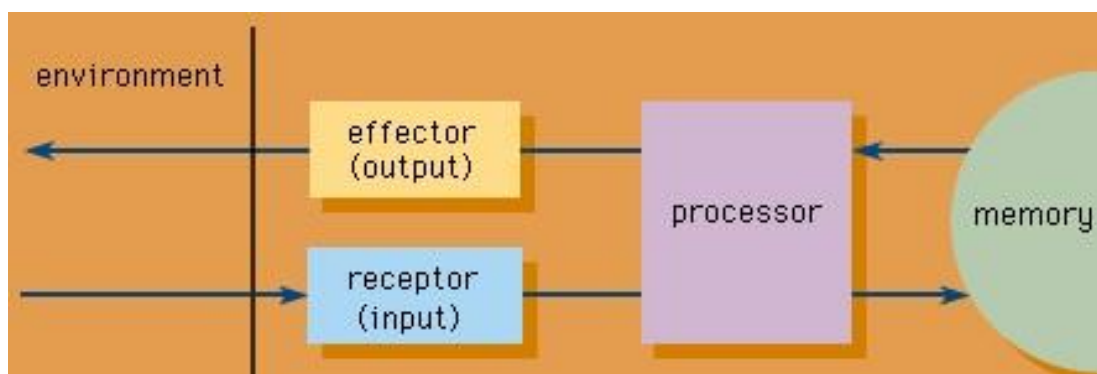 environment
effector
(output)
processor
memory
receptor
(input)